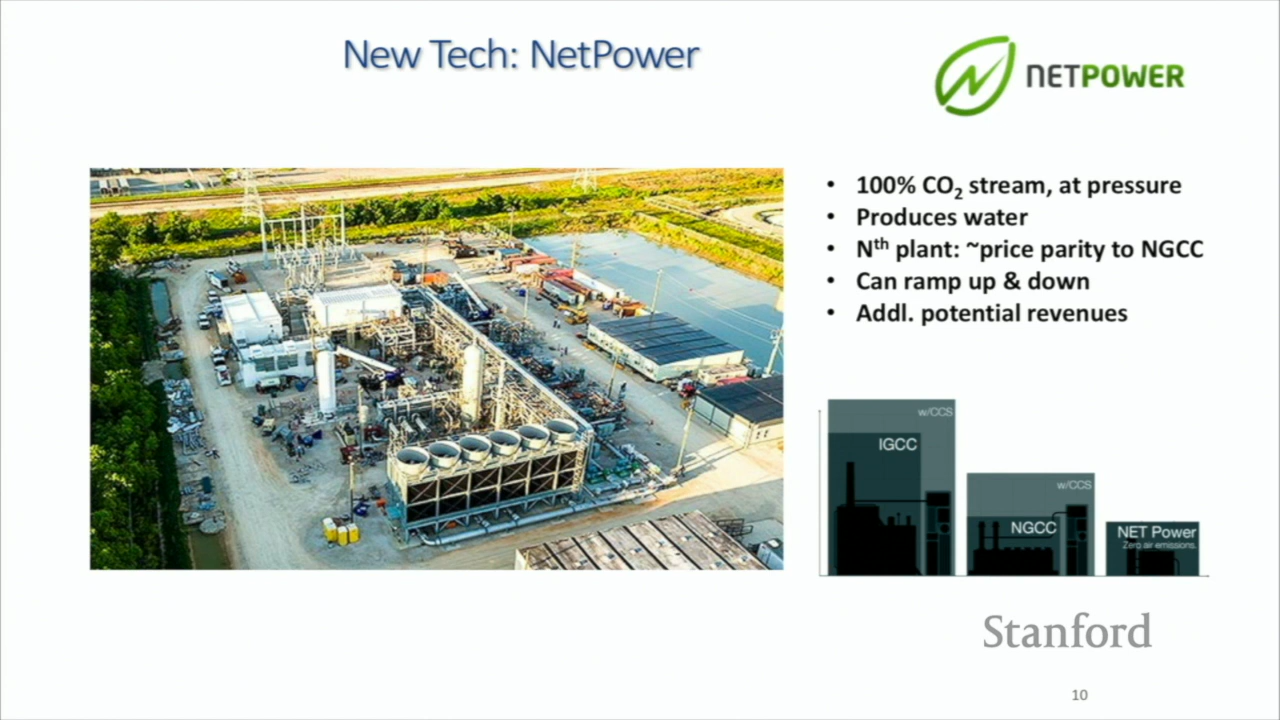 New Tech: NetPower
NETPOWER
• 100% CO₂ stream, at pressure
• Produces water
• Nᵗʰ plant: ~price parity to NGCC
• Can ramp up & down
• Addl. potential revenues
w/CCS
IGCC
w/CCS
NGCC
NET Power
Zero air emissions.
Stanford
10